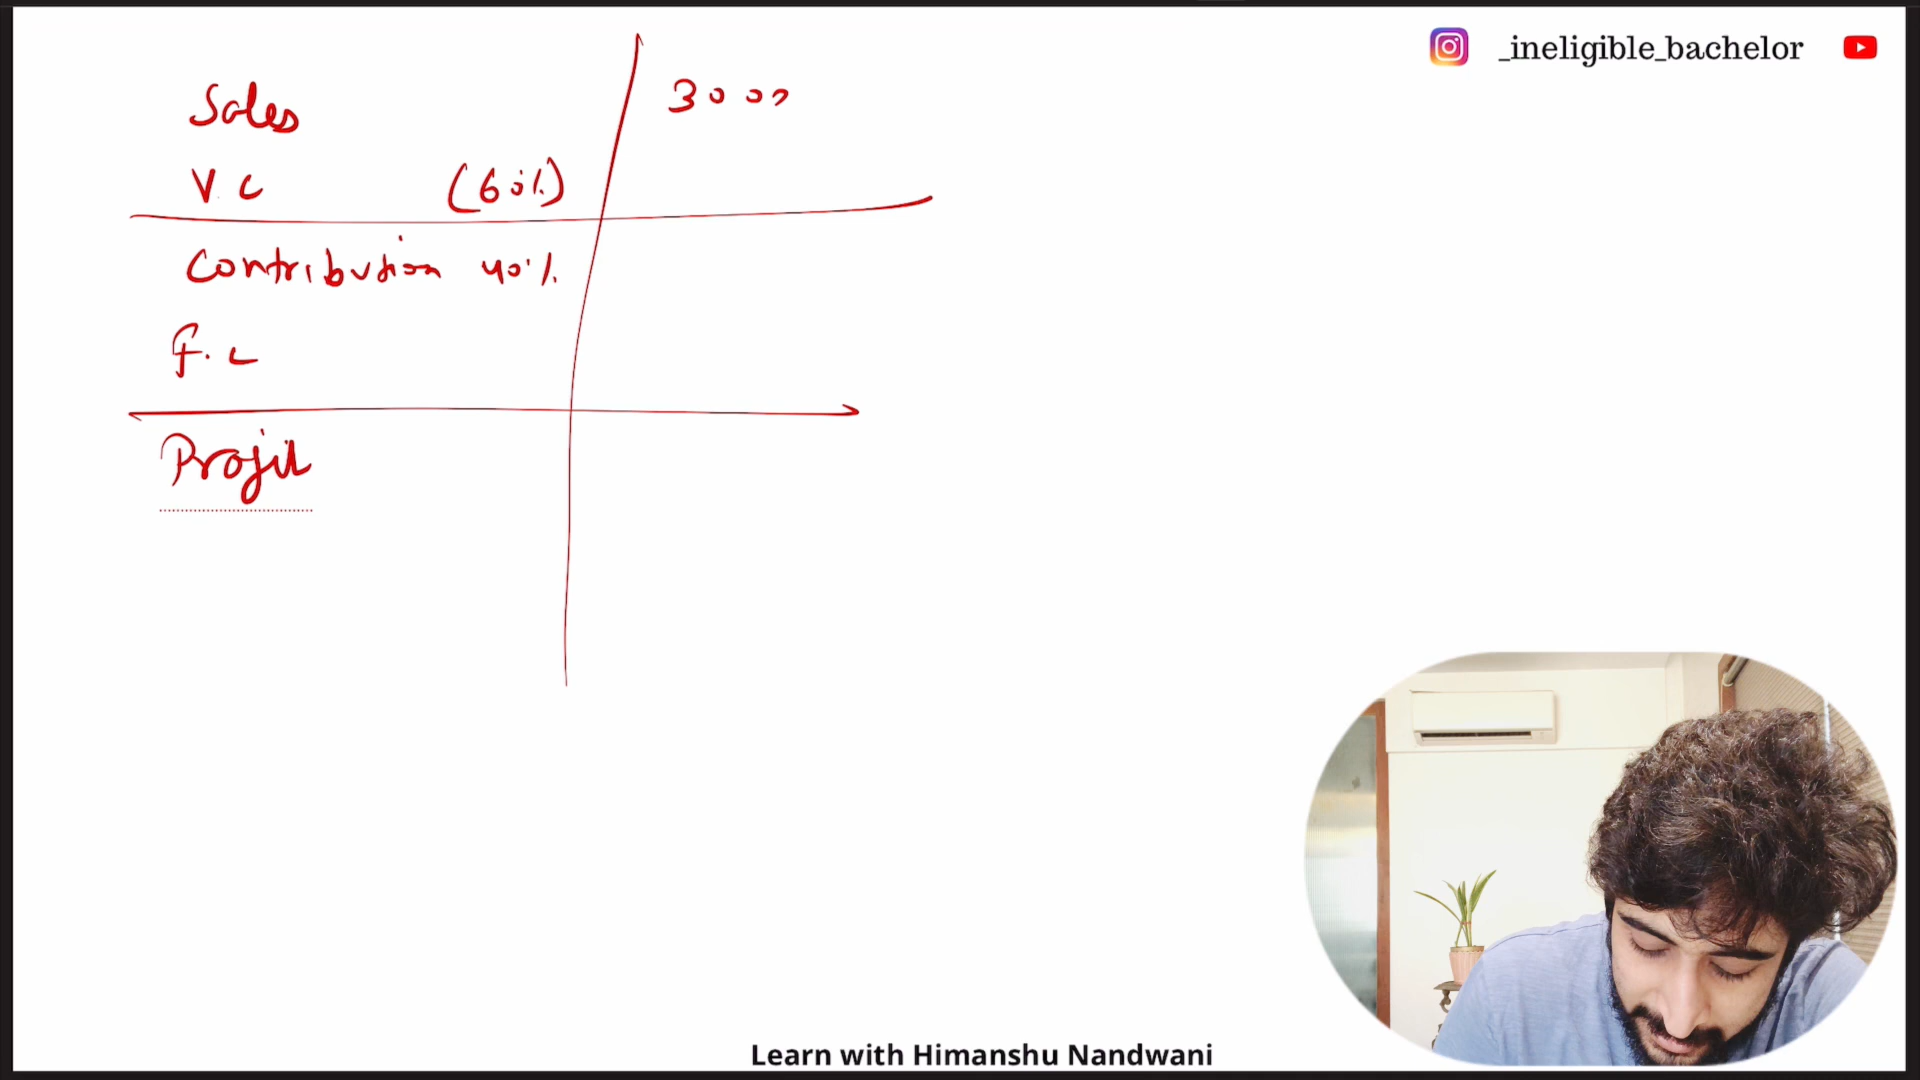 _ineligible_bachelor
Sales 3000
V.C (60%)
Contribution 40%
F.C
Profit
Learn with Himanshu Nandwani